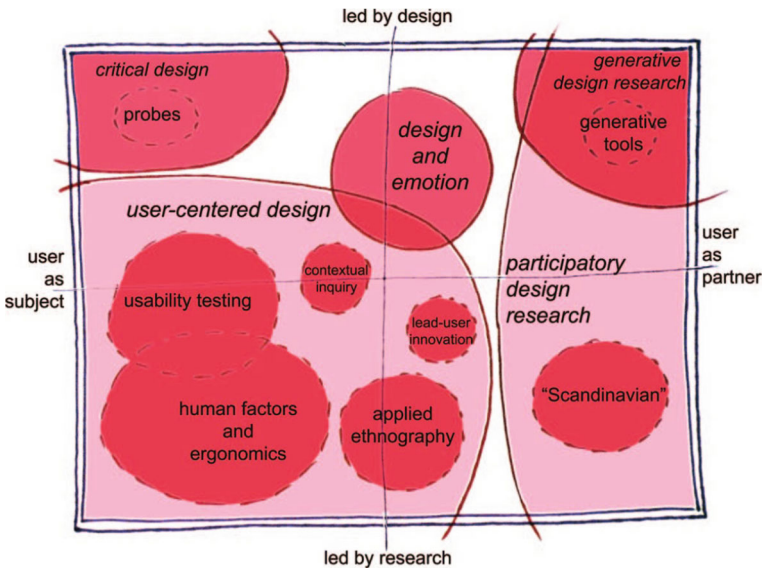 led by design
critical design
probes
generative
design research
generative
tools
design
and
emotion
user-centered design
user
as
subject
user
as
partner
contextual
inquiry
participatory
design
research
usability testing
lead-user
innovation
human factors
and
ergonomics
applied
ethnography
“Scandinavian”
led by research